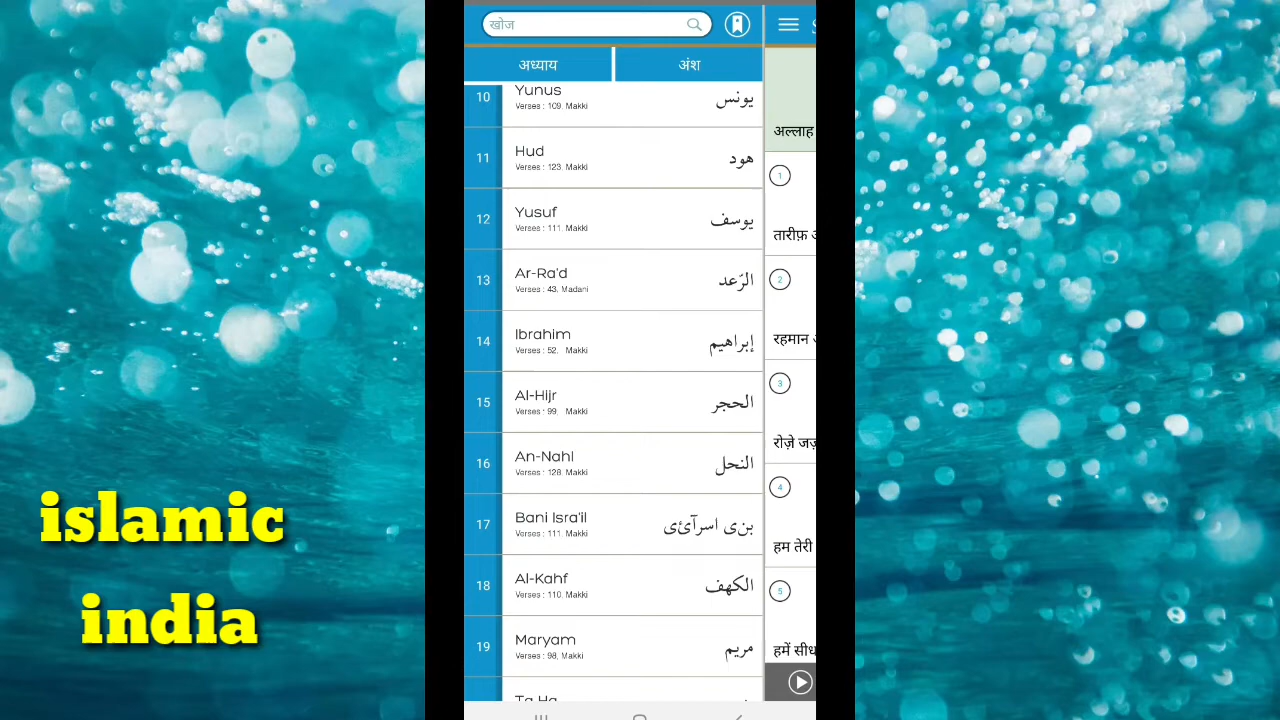 खोज
अध्याय
अंश
10
Yunus
Verses : 109, Makki
يونس
11
Hud
Verses : 123, Makki
هود
12
Yusuf
Verses : 111, Makki
يوسف
13
Ar-Ra'd
Verses : 43, Madani
الرّعد
14
Ibrahim
Verses : 52, Makki
إبراهيم
15
Al-Hijr
Verses : 99, Makki
الحجر
16
An-Nahl
Verses : 128, Makki
النحل
17
Bani Isra'il
Verses : 111, Makki
بنی اسرآئی
18
Al-Kahf
Verses : 110, Makki
الكهف
19
Maryam
Verses : 98, Makki
مريم
Ta Ha
अल्लाह
1
तारीफ़
2
रहमान
3
रोज़े
4
हम तेरी
5
हमें
islamic
india